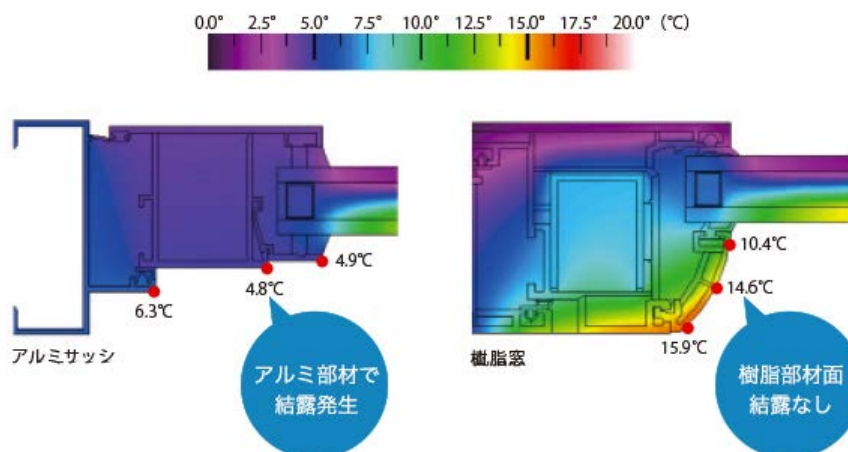 0.0° 2.5° 5.0° 7.5° 10.0° 12.5° 15.0° 17.5° 20.0° (℃)
10.4℃
4.9℃
4.8℃
14.6℃
6.3℃
15.9℃
アルミサッシ
樹脂窓
アルミ部材で
結露発生
樹脂部材面
結露なし